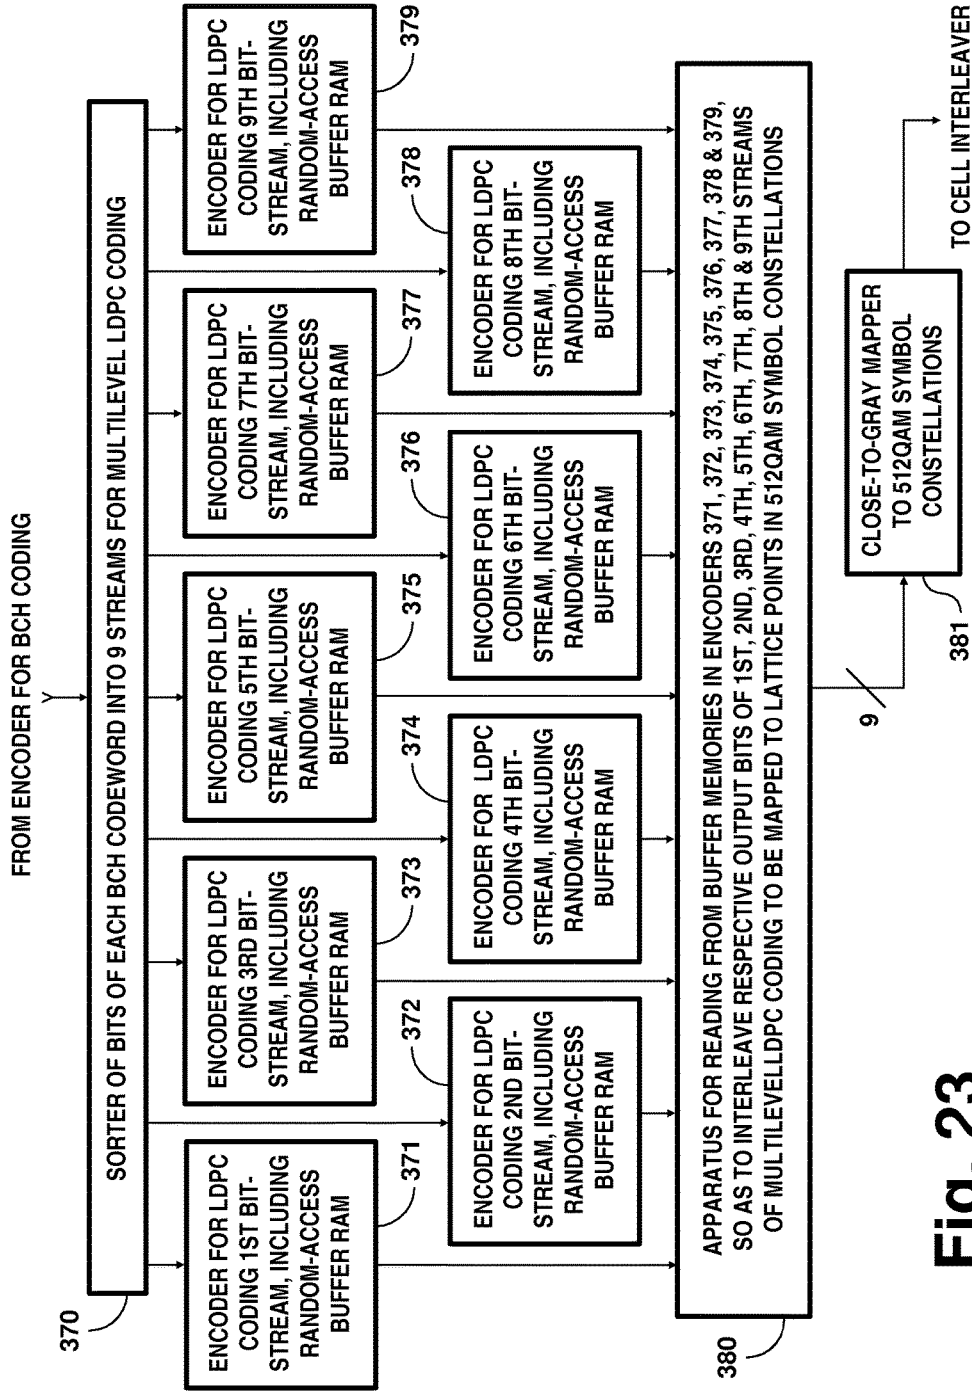 FROM ENCODER FOR BCH CODING
SORTER OF BITS OF EACH BCH CODEWORD INTO 9 STREAMS FOR MULTILEVEL LDPC CODING
370
ENCODER FOR LDPC
CODING 1ST BIT-
STREAM, INCLUDING
RANDOM-ACCESS
BUFFER RAM
371
ENCODER FOR LDPC
CODING 3RD BIT-
STREAM, INCLUDING
RANDOM-ACCESS
BUFFER RAM
373
ENCODER FOR LDPC
CODING 5TH BIT-
STREAM, INCLUDING
RANDOM-ACCESS
BUFFER RAM
375
ENCODER FOR LDPC
CODING 7TH BIT-
STREAM, INCLUDING
RANDOM-ACCESS
BUFFER RAM
377
ENCODER FOR LDPC
CODING 9TH BIT-
STREAM, INCLUDING
RANDOM-ACCESS
BUFFER RAM
379
372
ENCODER FOR LDPC
CODING 2ND BIT-
STREAM, INCLUDING
RANDOM-ACCESS
BUFFER RAM
374
ENCODER FOR LDPC
CODING 4TH BIT-
STREAM, INCLUDING
RANDOM-ACCESS
BUFFER RAM
376
ENCODER FOR LDPC
CODING 6TH BIT-
STREAM, INCLUDING
RANDOM-ACCESS
BUFFER RAM
378
ENCODER FOR LDPC
CODING 8TH BIT-
STREAM, INCLUDING
RANDOM-ACCESS
BUFFER RAM
APPARATUS FOR READING FROM BUFFER MEMORIES IN ENCODERS 371, 372, 373, 374, 375, 376, 377, 378 & 379,
SO AS TO INTERLEAVE RESPECTIVE OUTPUT BITS OF 1ST, 2ND, 3RD, 4TH, 5TH, 6TH, 7TH, 8TH & 9TH STREAMS
OF MULTILEVELLDPC CODING TO BE MAPPED TO LATTICE POINTS IN 512QAM SYMBOL CONSTELLATIONS
380
9
CLOSE-TO-GRAY MAPPER
TO 512QAM SYMBOL
CONSTELLATIONS
381
TO CELL INTERLEAVER
Fig. 23